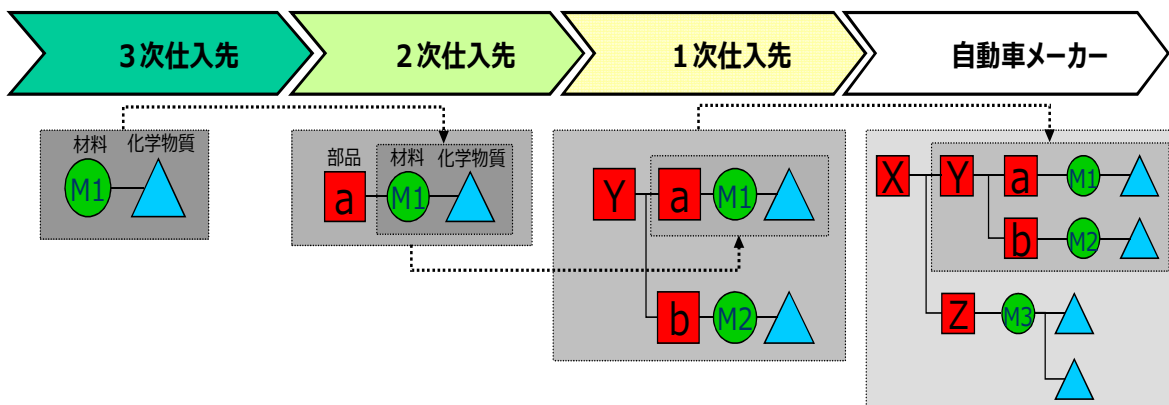 3次仕入先
2次仕入先
1次仕入先
自動車メーカー
材料 化学物質
M1
部品 材料 化学物質
a M1
Y a M1
b M2
X Y a M1
b M2
Z M3